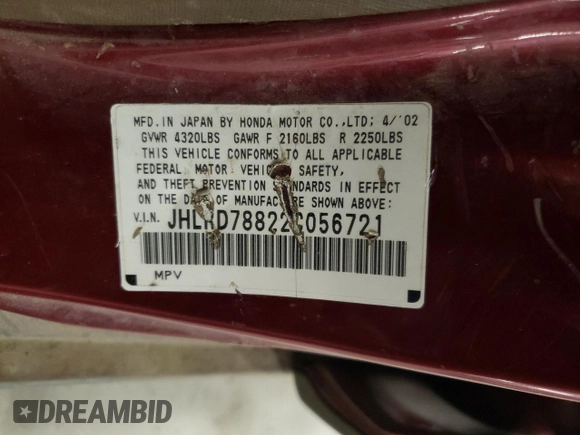 MFD.IN JAPAN BY HONDA MOTOR CO.,LTD; 4/'02
GVWR 4320LBS GAWR F 2160LBS R 2250LBS
THIS VEHICLE CONFORMS TO ALL APPLICABLE
FEDERAL MOTOR VEHICLE SAFETY,
AND THEFT PREVENTION STANDARDS IN EFFECT
ON THE DATE OF MANUFACTURE SHOWN ABOVE:
V.I.N.
MPV
DREAMBID